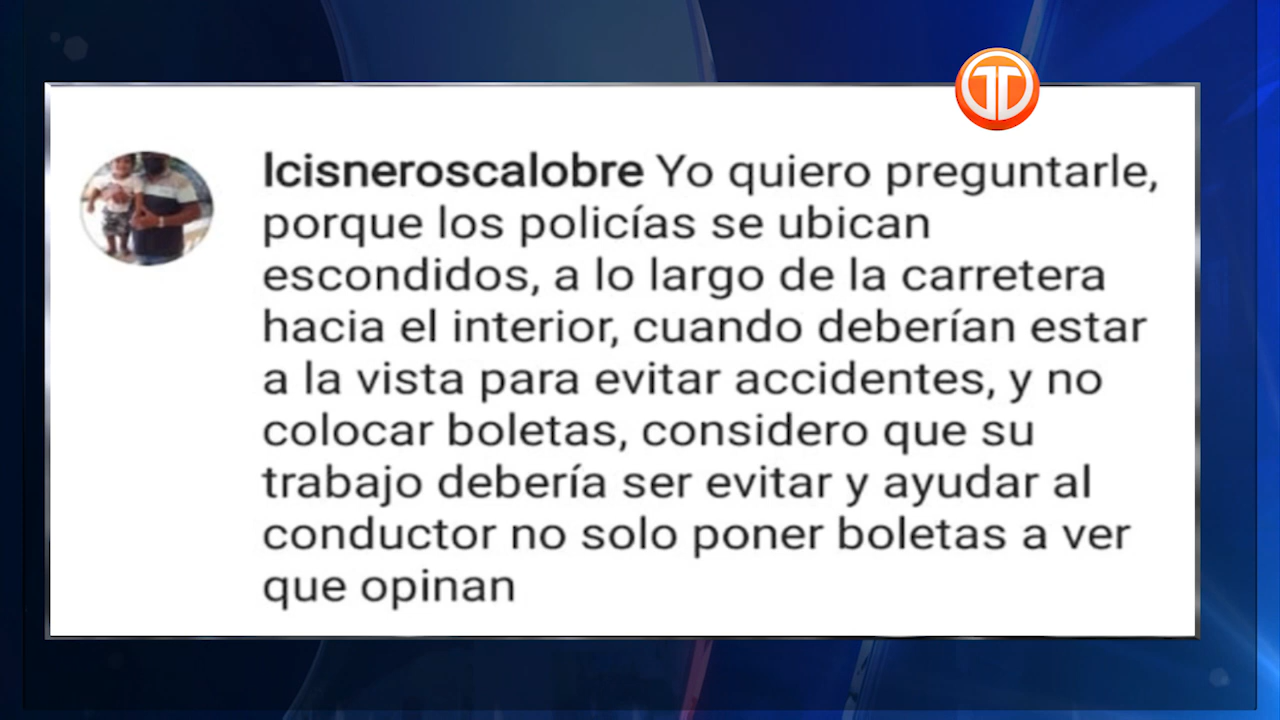 lcisneroscalobre Yo quiero preguntarle,
porque los policías se ubican
escondidos, a lo largo de la carretera
hacia el interior, cuando deberían estar
a la vista para evitar accidentes, y no
colocar boletas, considero que su
trabajo debería ser evitar y ayudar al
conductor no solo poner boletas a ver
que opinan